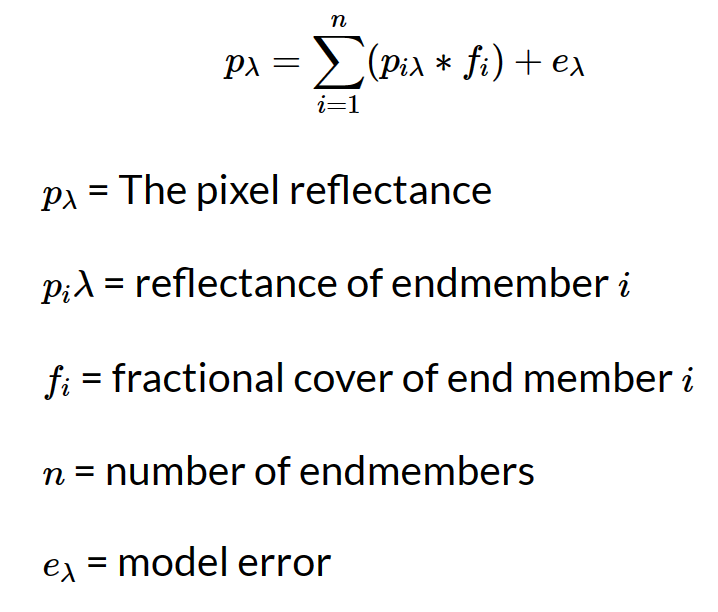 $p_\lambda = \sum_{i=1}^{n} (p_{i\lambda} * f_i) + e_\lambda$
$p_\lambda$ = The pixel reflectance
$p_i\lambda$ = reflectance of endmember $i$
$f_i$ = fractional cover of end member $i$
$n$ = number of endmembers
$e_\lambda$ = model error